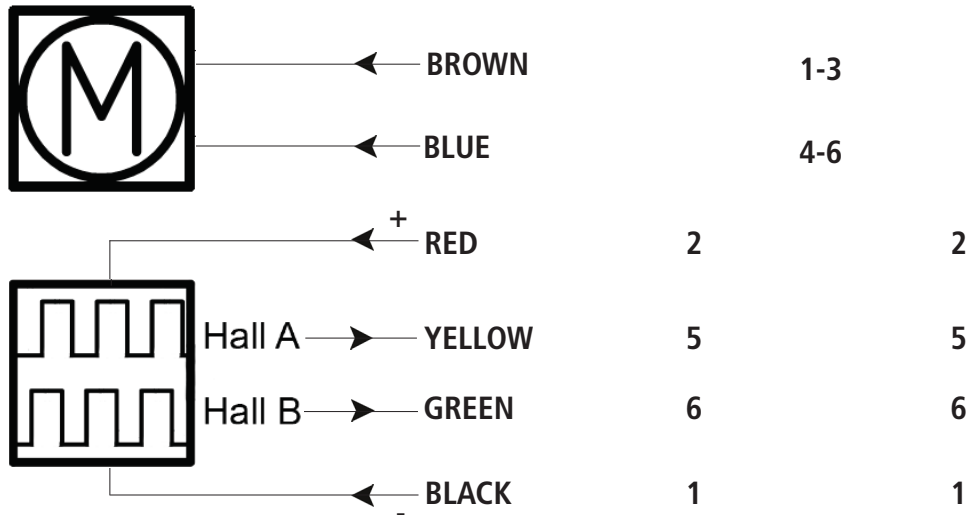 M
BROWN 1-3
BLUE 4-6
+
RED 2 2
Hall A YELLOW 5 5
Hall B GREEN 6 6
BLACK 1 1
-